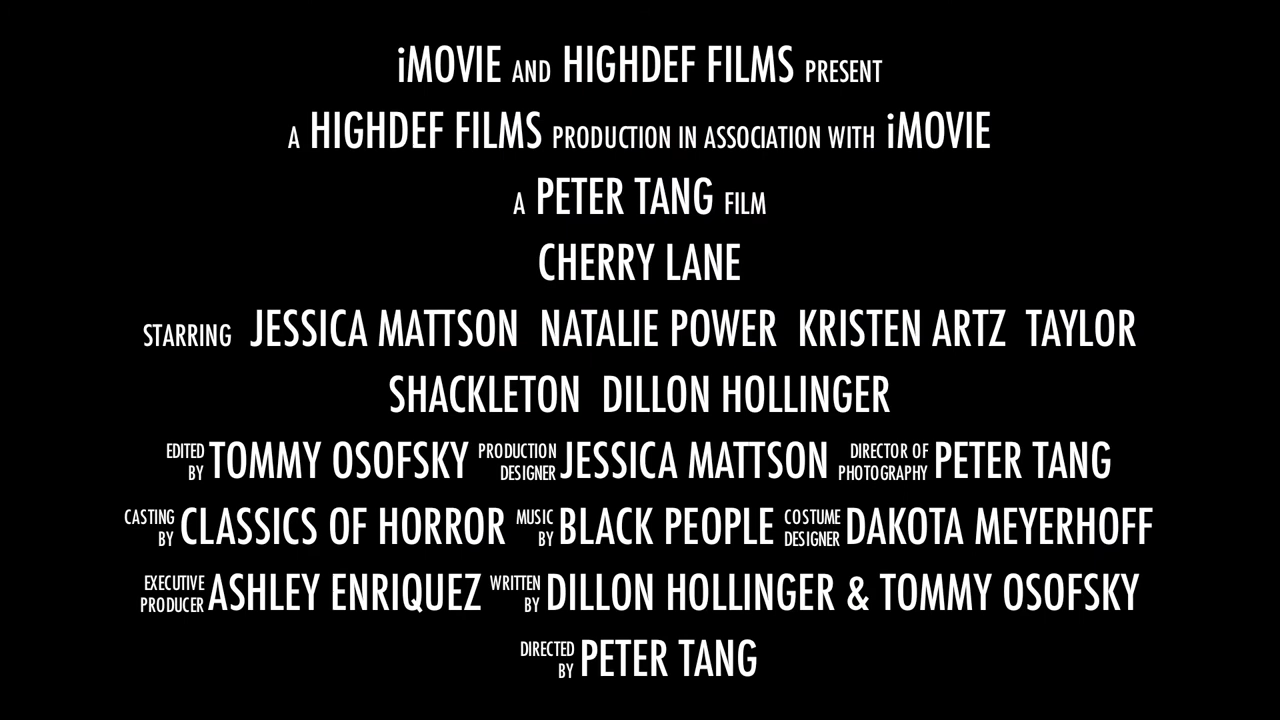 iMOVIE AND HIGHDEF FILMS PRESENT
A HIGHDEF FILMS PRODUCTION IN ASSOCIATION WITH iMOVIE
A PETER TANG FILM
CHERRY LANE
STARRING JESSICA MATTSON NATALIE POWER KRISTEN ARTZ TAYLOR
SHACKLETON DILLON HOLLINGER
EDITED BY TOMMY OSOFSKY PRODUCTION DESIGNER JESSICA MATTSON DIRECTOR OF PHOTOGRAPHY PETER TANG
CASTING BY CLASSICS OF HORROR MUSIC BY BLACK PEOPLE COSTUME DESIGNER DAKOTA MEYERHOFF
EXECUTIVE PRODUCER ASHLEY ENRIQUEZ WRITTEN BY DILLON HOLLINGER & TOMMY OSOFSKY
DIRECTED BY PETER TANG